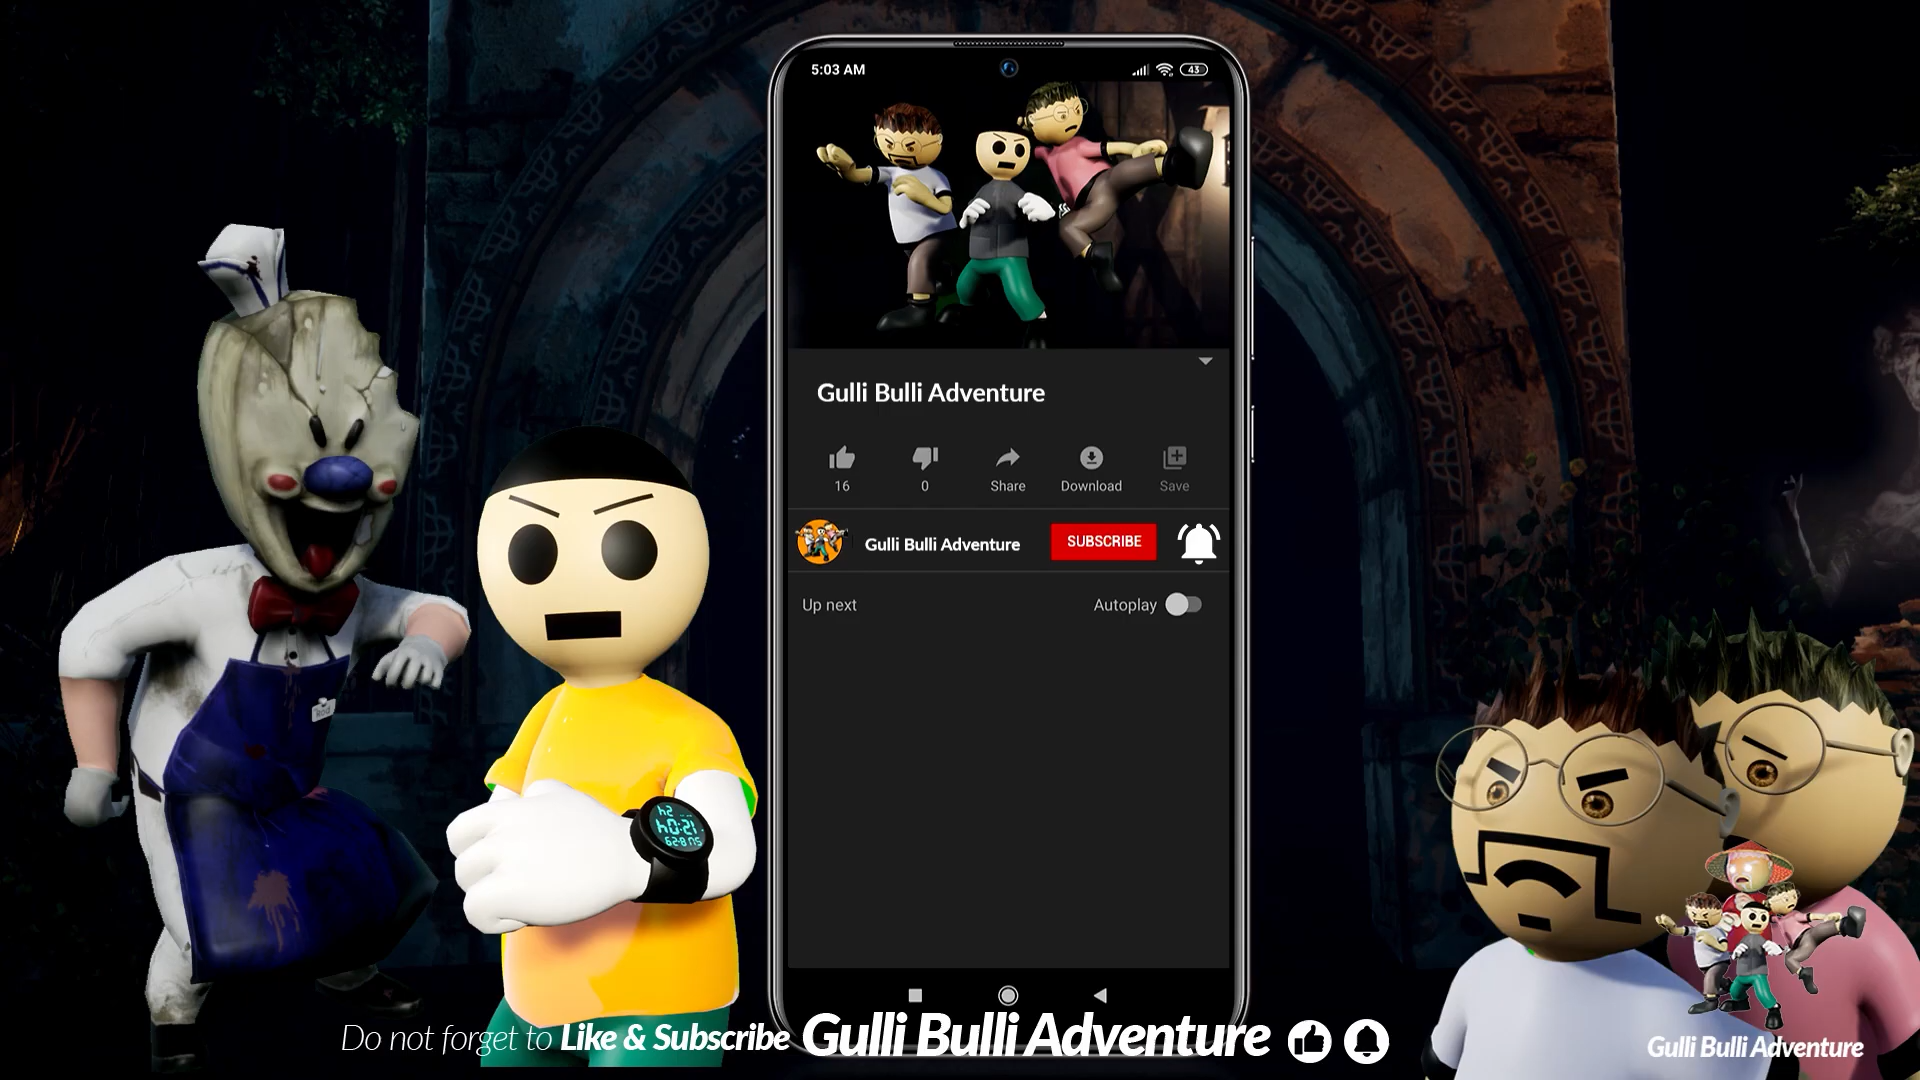 5:03 AM
43
Gulli Bulli Adventure
16
0
Share
Download
Save
Gulli Bulli Adventure
SUBSCRIBE
Up next
Autoplay
Do not forget to Like & Subscribe Gulli Bulli Adventure
Gulli Bulli Adventure